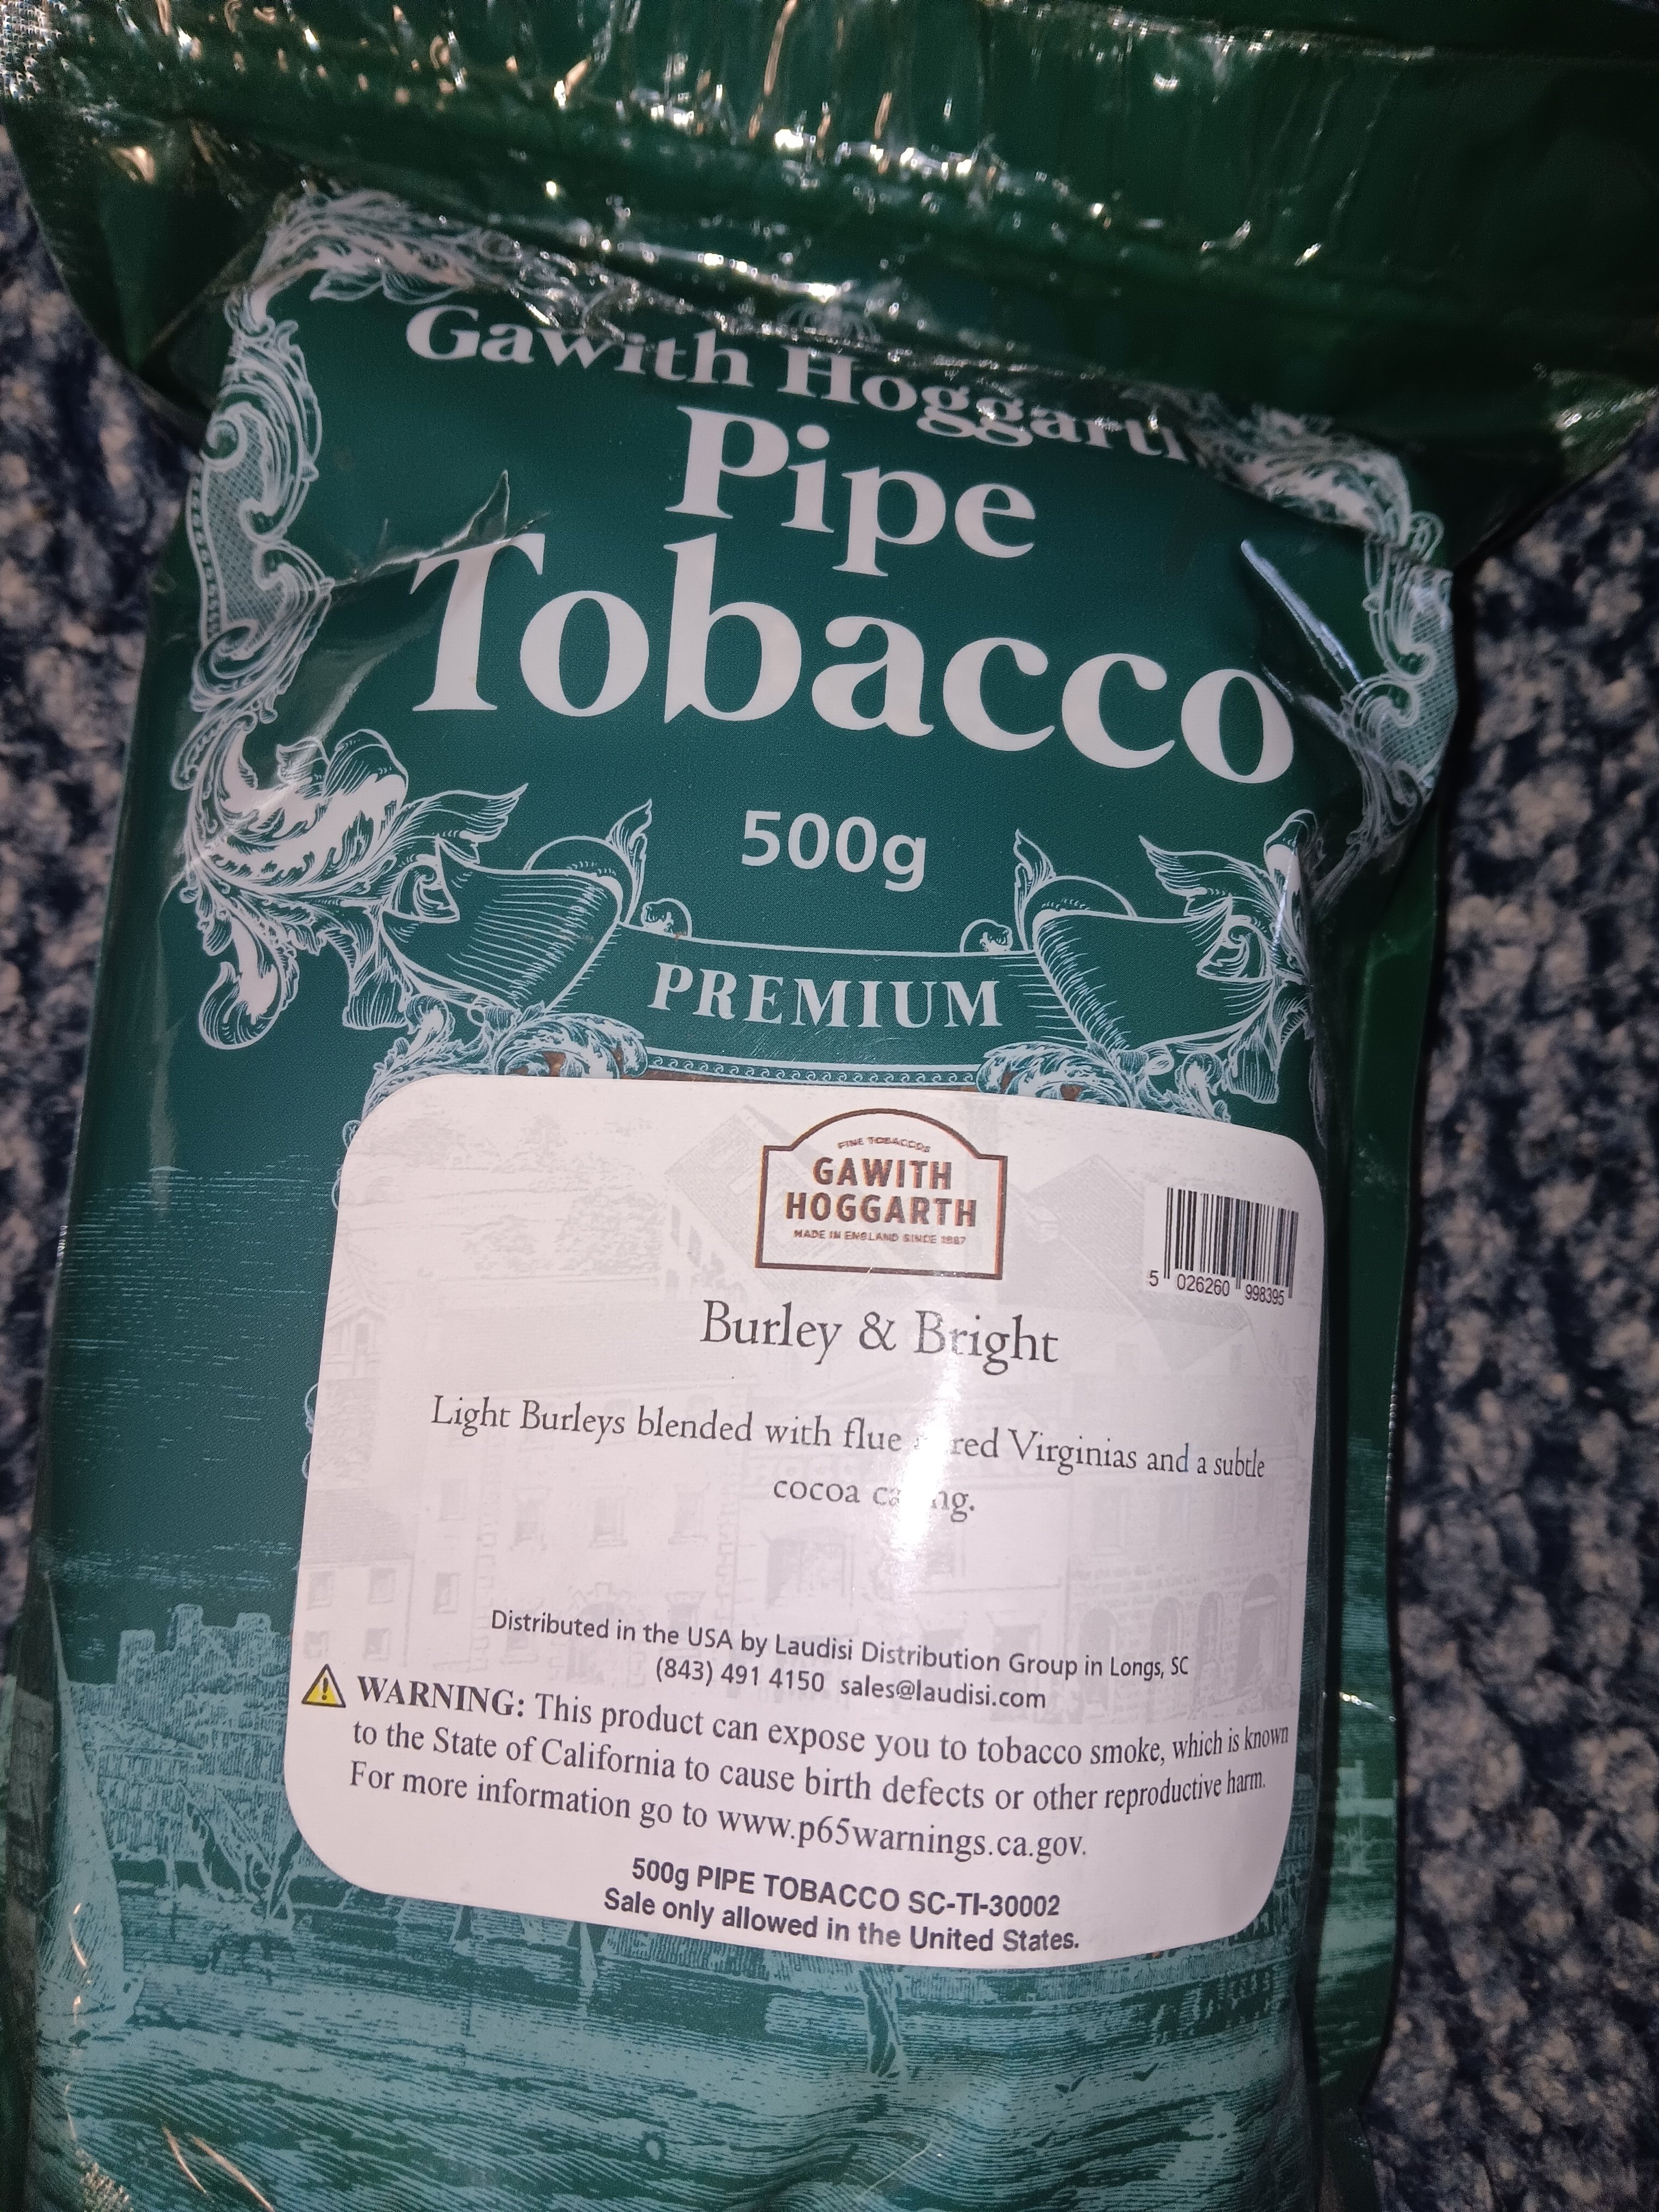 Gawith Hoggarth
Pipe
Tobacco
500g
PREMIUM
FINE TOBACCOS
GAWITH
HOGGARTH
MADE IN ENGLAND SINCE 1887
5 026260 998395
Burley & Bright
Light Burleys blended with flue red Virginias and a subtle
cocoa
Distributed in the USA by Laudisi Distribution Group in Longs, SC
(843) 491 4150 sales@laudisi.com
WARNING: This product can expose you to tobacco smoke, which is known
to the State of California to cause birth defects or other reproductive harm.
For more information go to www.p65warnings.ca.gov.
500g PIPE TOBACCO SC-TI-30002
Sale only allowed in the United States.